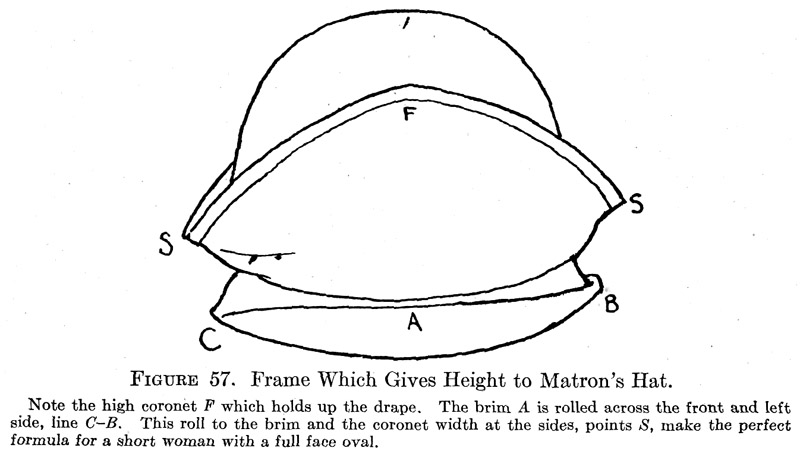 F
S
S
B
A
C
FIGURE 57. Frame Which Gives Height to Matron's Hat.
Note the high coronet F which holds up the drape. The brim A is rolled across the front and left
side, line C–B. This roll to the brim and the coronet width at the sides, points S, make the perfect
formula for a short woman with a full face oval.